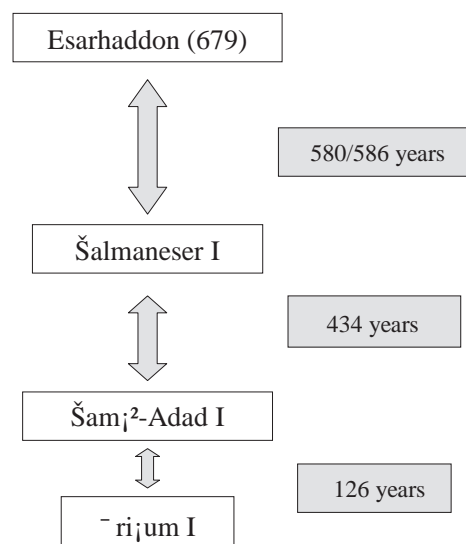 Esarhaddon (679)
580/586 years
Šalmaneser I
434 years
Šam¡²-Adad I
126 years
¯ ri¡um I